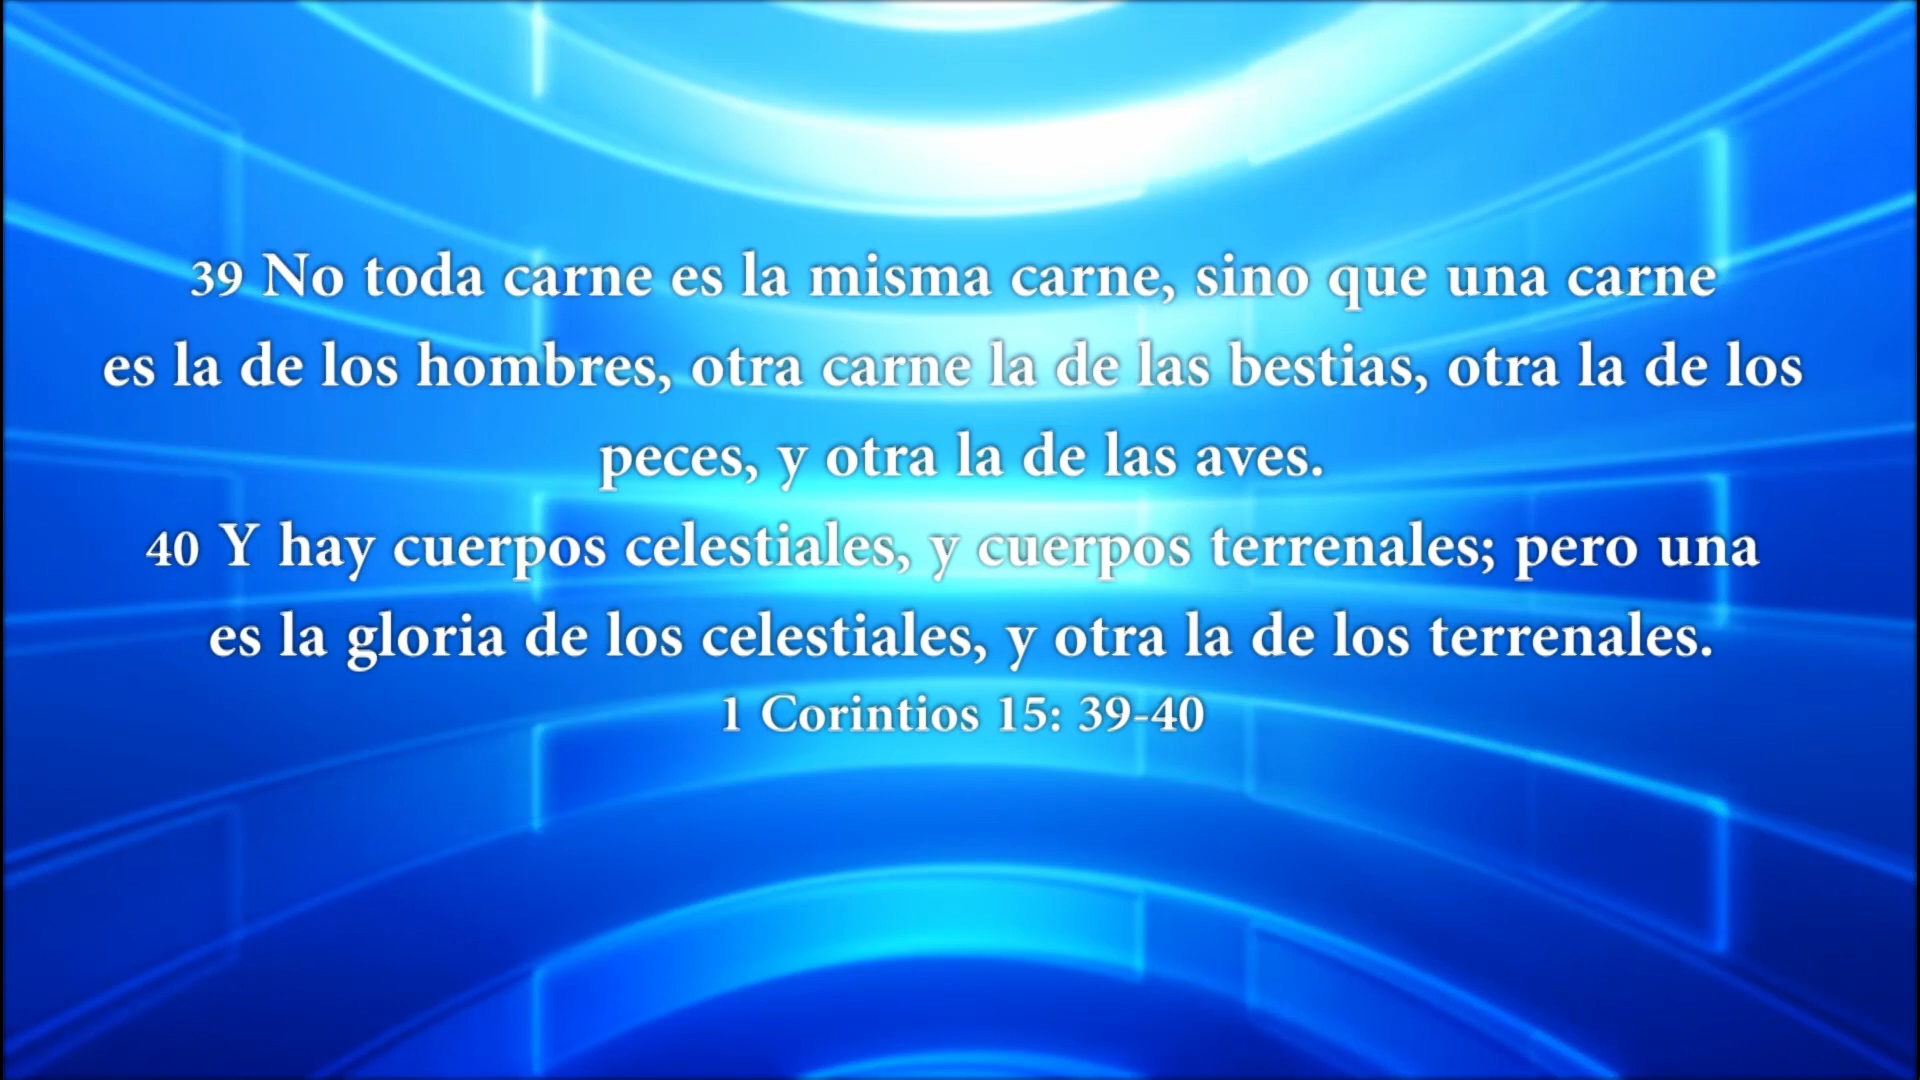 39 No toda carne es la misma carne, sino que una carne
es la de los hombres, otra carne la de las bestias, otra la de los
peces, y otra la de las aves.
40 Y hay cuerpos celestiales, y cuerpos terrenales; pero una
es la gloria de los celestiales, y otra la de los terrenales.
1 Corintios 15: 39-40